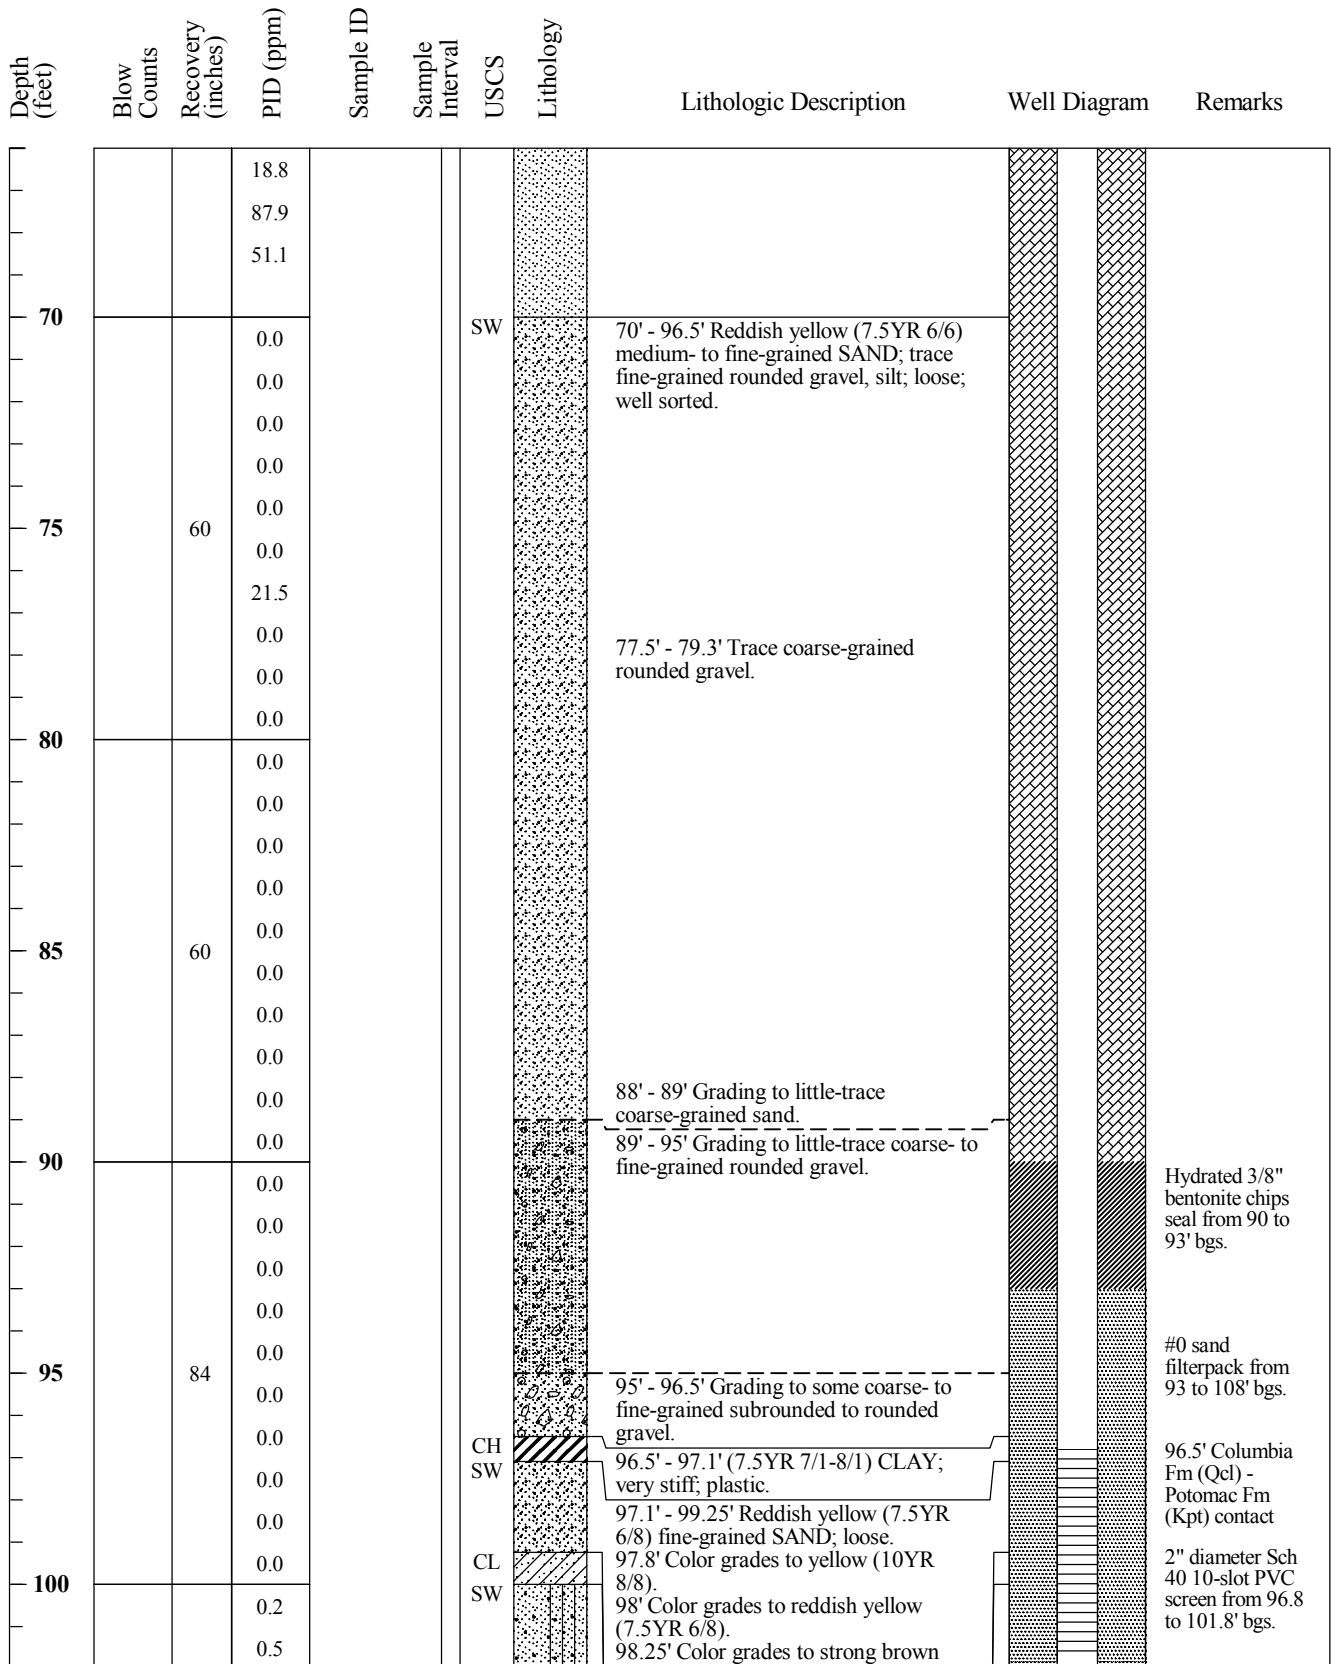 Depth
(feet)
Blow
Counts
Recovery
(inches)
PID (ppm)
Sample ID
Sample
Interval
USCS
Lithology
Lithologic Description
Well Diagram
Remarks
18.8
87.9
51.1
70
SW
70' - 96.5' Reddish yellow (7.5YR 6/6)
medium- to fine-grained SAND; trace
fine-grained rounded gravel, silt; loose;
well sorted.
0.0
0.0
0.0
0.0
0.0
75
60
0.0
21.5
0.0
77.5' - 79.3' Trace coarse-grained
rounded gravel.
0.0
0.0
80
0.0
0.0
0.0
0.0
0.0
85
60
0.0
0.0
0.0
0.0
88' - 89' Grading to little-trace
coarse-grained sand.
0.0
89' - 95' Grading to little-trace coarse- to
fine-grained rounded gravel.
90
0.0
0.0
0.0
0.0
0.0
Hydrated 3/8"
bentonite chips
seal from 90 to
93' bgs.
#0 sand
filterpack from
93 to 108' bgs.
95
84
0.0
95' - 96.5' Grading to some coarse- to
fine-grained subrounded to rounded
gravel.
0.0
CH
SW
96.5' - 97.1' (7.5YR 7/1-8/1) CLAY;
very stiff; plastic.
96.5' Columbia
Fm (Qcl) -
Potomac Fm
(Kpt) contact
0.0
0.0
97.1' - 99.25' Reddish yellow (7.5YR
6/8) fine-grained SAND; loose.
0.0
CL
97.8' Color grades to yellow (10YR
8/8).
2" diameter Sch
40 10-slot PVC
screen from 96.8
to 101.8' bgs.
100
SW
0.2
98' Color grades to reddish yellow
(7.5YR 6/8).
0.5
98.25' Color grades to strong brown